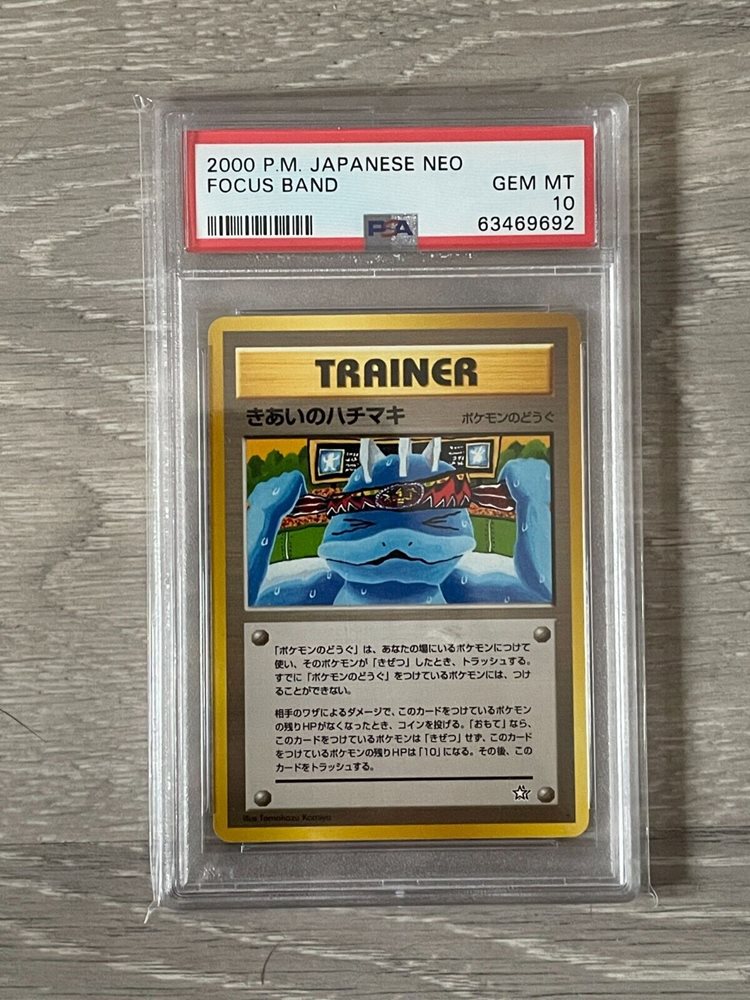 2000 P.M. JAPANESE NEO
FOCUS BAND
GEM MT
10
PSA
63469692
TRAINER
きあいのハチマキ
ポケモンのどうぐ
「ポケモンのどうぐ」は、あなたの場にいるポケモンにつけて
使い、そのポケモンが「きぜつ」したとき、トラッシュする。
すでに「ポケモンのどうぐ」をつけているポケモンには、つけ
ることができない。
相手のワザによるダメージで、このカードをつけているポケモン
の残りHPがなくなったとき、コインを投げる。「おもて」なら、
このカードをつけているポケモンは「きぜつ」せず、このカード
をつけているポケモンの残りHPは「10」になる。その後、この
カードをトラッシュする。
Illus. Tomokazu Komiya